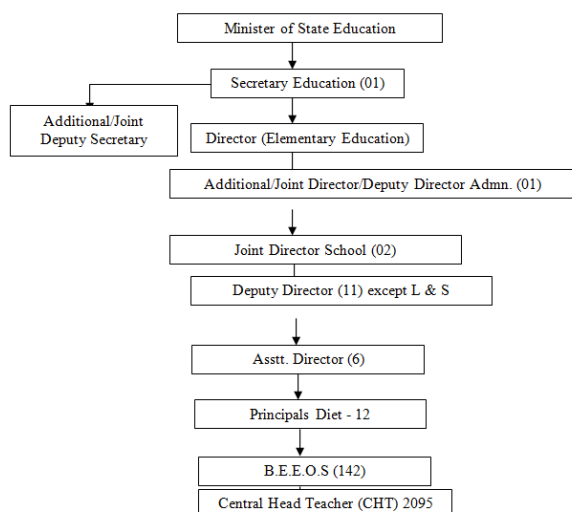 Minister of State Education
Secretary Education (01)
Additional/Joint
Deputy Secretary
Director (Elementary Education)
Additional/Joint Director/Deputy Director Admn. (01)
Joint Director School (02)
Deputy Director (11) except L & S
Asstt. Director (6)
Principals Diet - 12
B.E.E.O.S (142)
Central Head Teacher (CHT) 2095